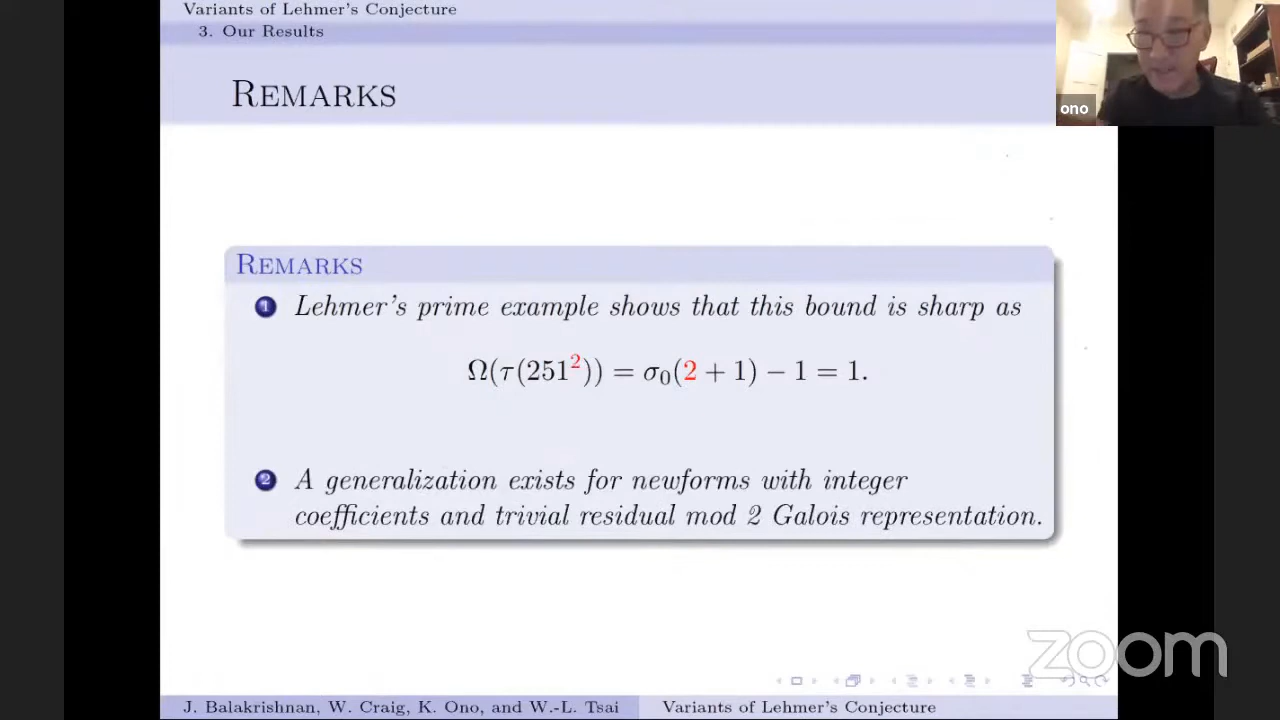 Variants of Lehmer's Conjecture
3. Our Results
REMARKS
ono
REMARKS
1 Lehmer's prime example shows that this bound is sharp as
Ω(τ(251²)) = σ₀(2 + 1) − 1 = 1.
2 A generalization exists for newforms with integer
coefficients and trivial residual mod 2 Galois representation.
zoom
J. Balakrishnan, W. Craig, K. Ono, and W.-L. Tsai
Variants of Lehmer's Conjecture